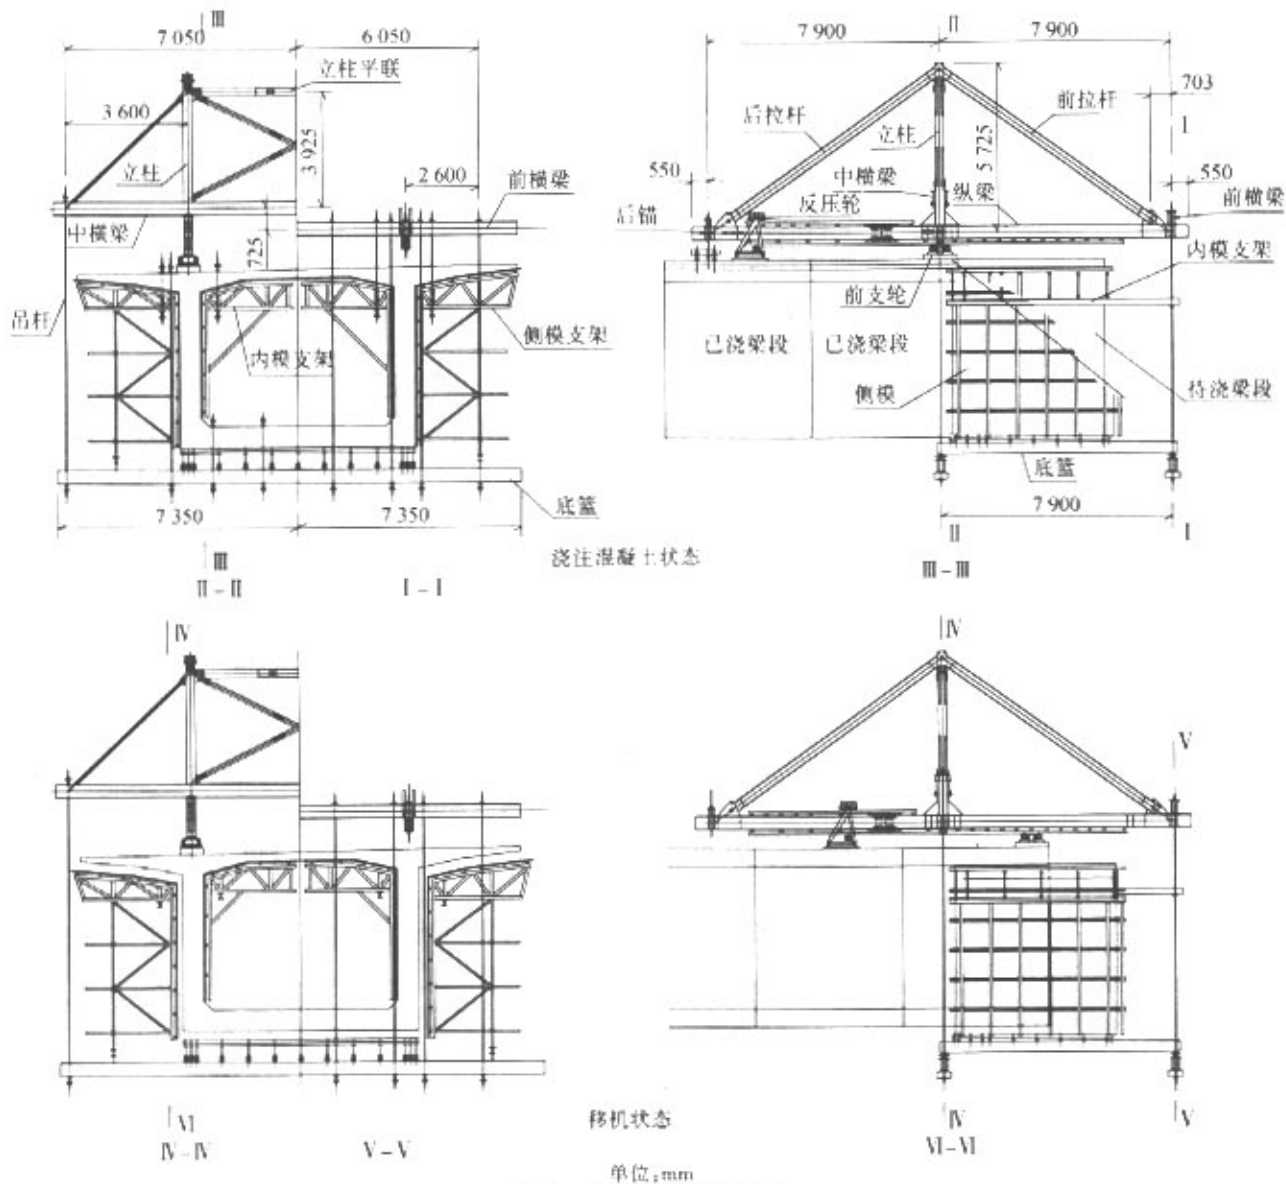 Ⅲ
7 050
6 050
立柱平联
3 600
3 925
立柱
2 600
前横梁
中横梁
725
吊杆
侧模支架
内模支架
底篮
7 350
7 350
Ⅲ
Ⅱ-Ⅱ
Ⅰ-Ⅰ
浇注混凝土状态
Ⅱ
7 900
7 900
703
后拉杆
前拉杆
立柱
5 725
Ⅰ
550
中横梁
纵梁
550
前横梁
后锚
反压轮
内模支架
前支轮
已浇梁段
已浇梁段
侧模
待浇梁段
底篮
7 900
Ⅱ
Ⅰ
Ⅲ-Ⅲ
Ⅳ
Ⅵ
Ⅳ-Ⅳ
Ⅴ-Ⅴ
移机状态
Ⅳ
Ⅴ
Ⅳ
Ⅴ
Ⅵ-Ⅵ
单位:mm